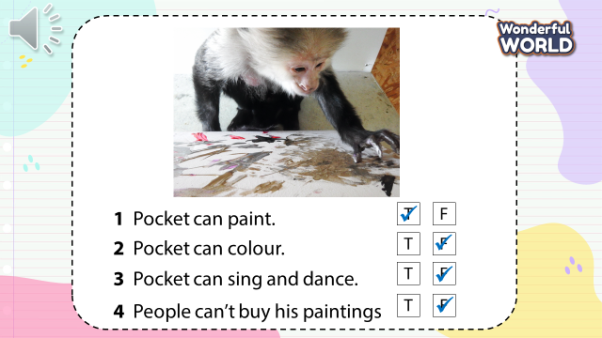 Wonderful
WORLD
1 Pocket can paint. T F
2 Pocket can colour. T F
3 Pocket can sing and dance. T F
4 People can't buy his paintings T F